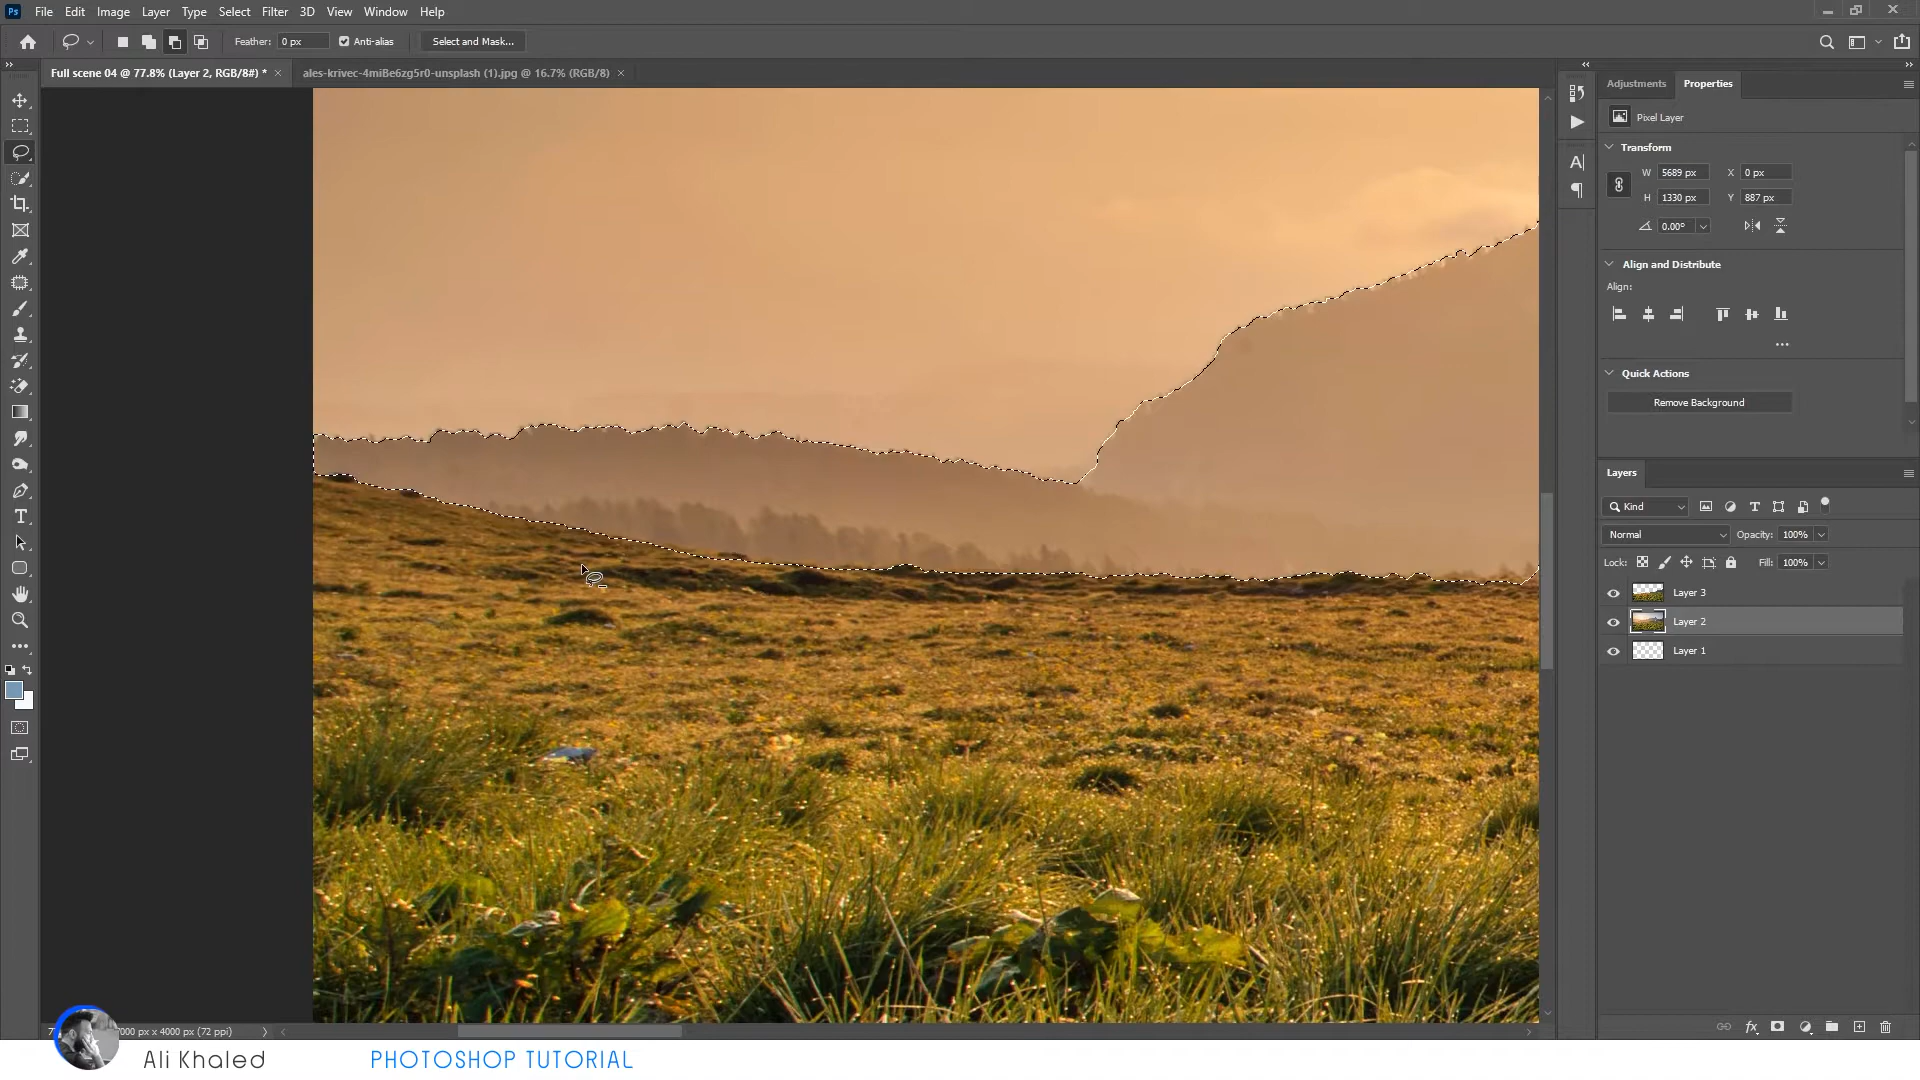 Ps File Edit Image Layer Type Select Filter 3D View Window Help
Feather: 0 px Anti-alias Select and Mask...
Full scene 04 @ 77.8% (Layer 2, RGB/8#) * ×
ales-krivec-4miBe6zg5r0-unsplash (1).jpg @ 16.7% (RGB/8) ×
Adjustments Properties
Pixel Layer
Transform
W 5689 px X 0 px
H 1330 px Y 887 px
0.00°
Align and Distribute
Align:
Quick Actions
Remove Background
Layers
Kind
Normal Opacity: 100%
Lock: Fill: 100%
Layer 3
Layer 2
Layer 1
000 px x 4000 px (72 ppi)
Ali Khaled PHOTOSHOP TUTORIAL